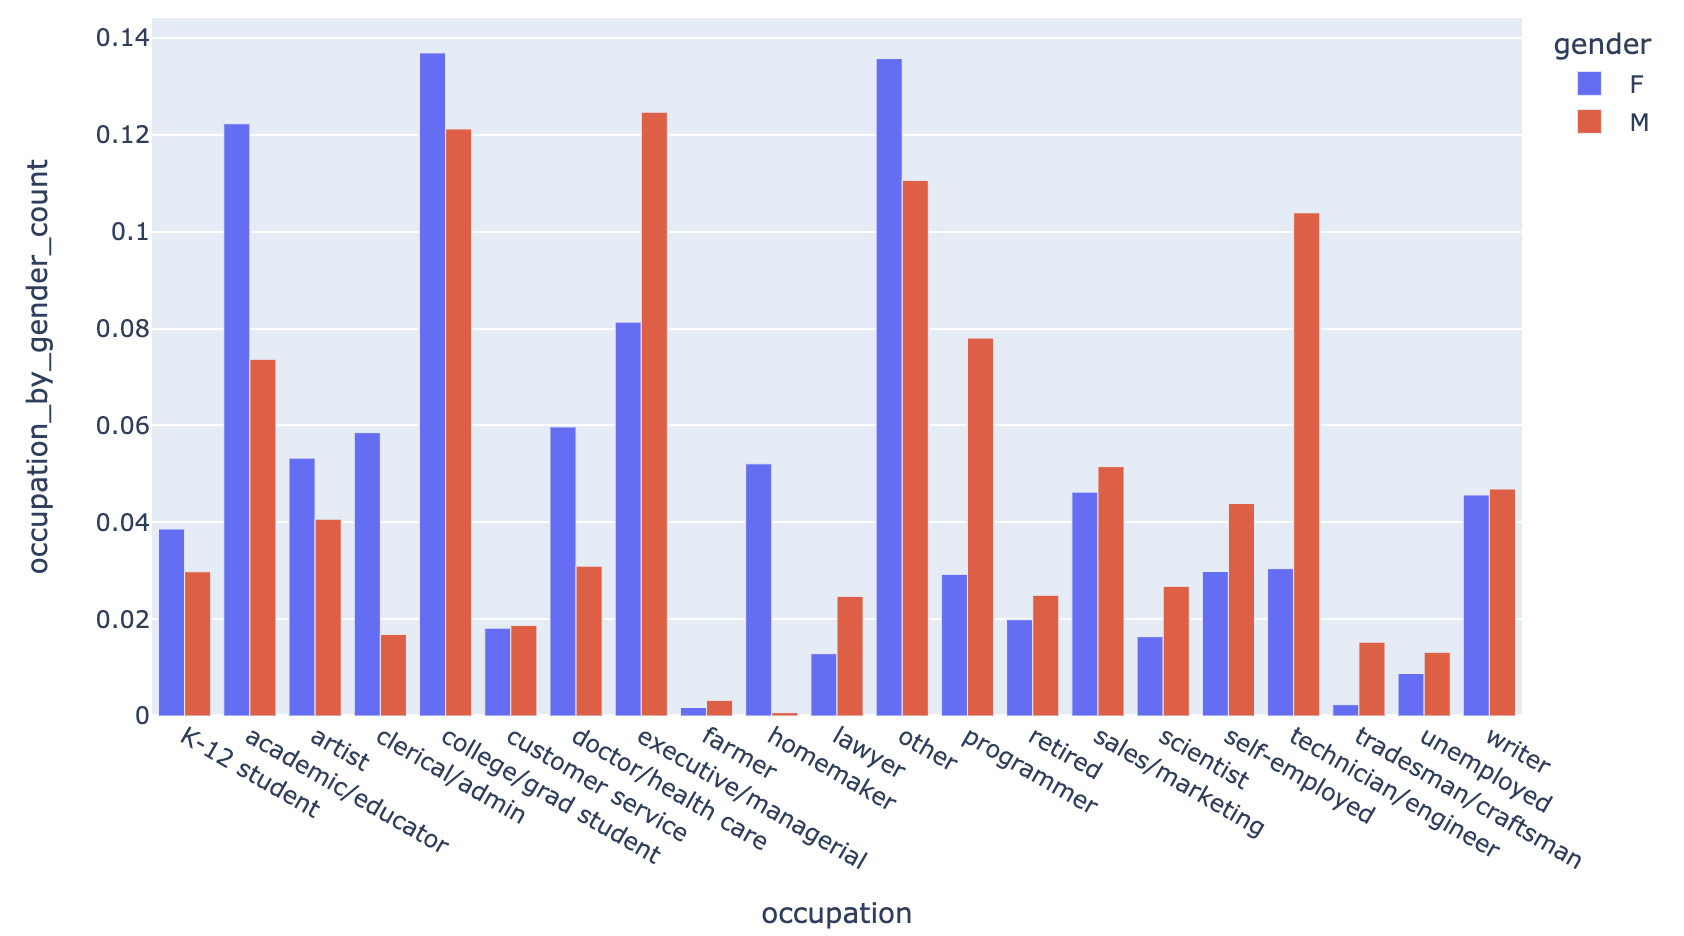 gender
F
M
occupation_by_gender_count
0.14
0.12
0.1
0.08
0.06
0.04
0.02
0
K-12 student
academic/educator
artist
clerical/admin
college/grad student
customer service
doctor/health care
executive/managerial
farmer
homemaker
lawyer
other
programmer
retired
sales/marketing
scientist
self-employed
technician/engineer
tradesman/craftsman
unemployed
writer
occupation